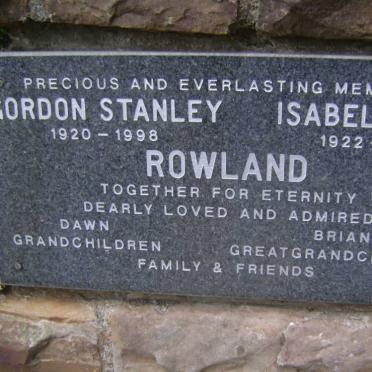 PRECIOUS AND EVERLASTING MEM
GORDON STANLEY ISABEL
1920 - 1998 1922
ROWLAND
TOGETHER FOR ETERNITY
DEARLY LOVED AND ADMIRED
DAWN BRIAN
GRANDCHILDREN GREATGRANDC
FAMILY & FRIENDS